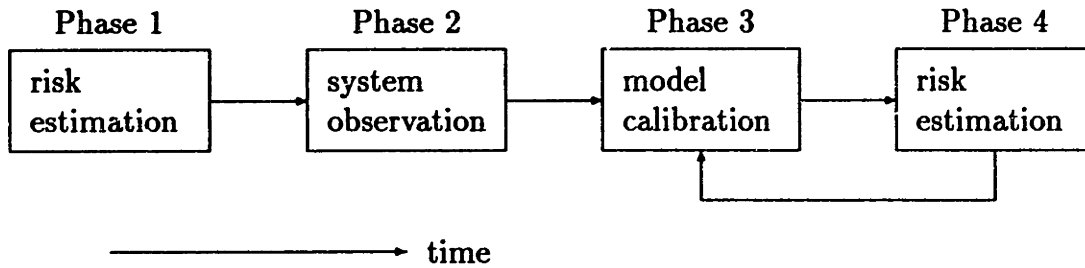 Phase 1
Phase 2
Phase 3
Phase 4
risk
estimation
system
observation
model
calibration
risk
estimation
time